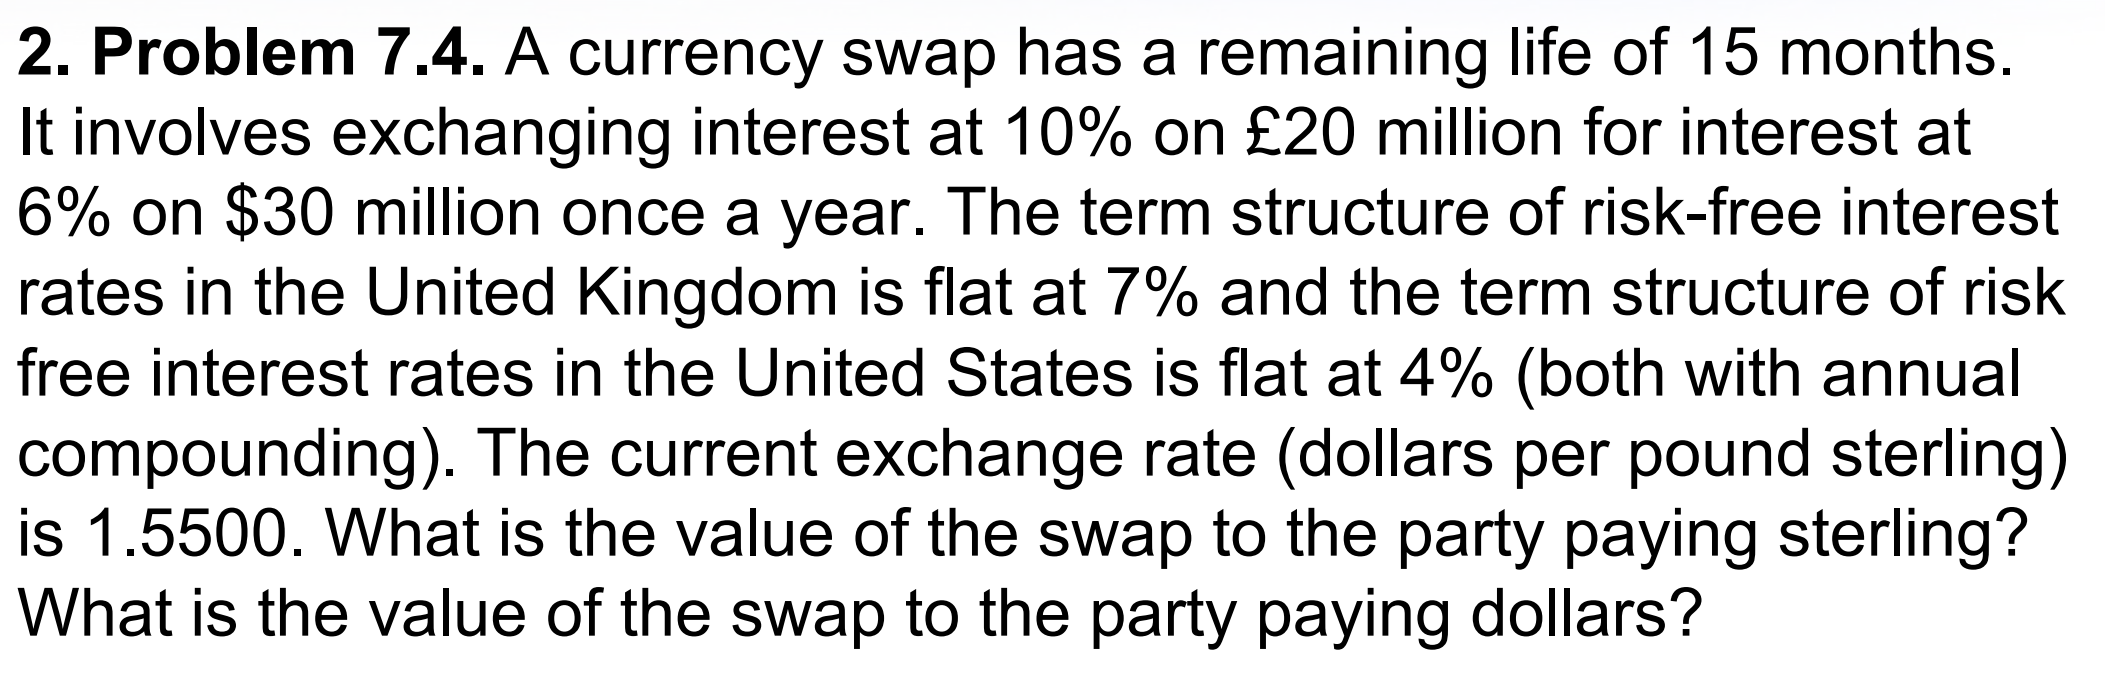 2. Problem 7.4. A currency swap has a remaining life of 15 months.
It involves exchanging interest at 10% on £20 million for interest at
6% on $30 million once a year. The term structure of risk-free interest
rates in the United Kingdom is flat at 7% and the term structure of risk
free interest rates in the United States is flat at 4% (both with annual
compounding). The current exchange rate (dollars per pound sterling)
is 1.5500. What is the value of the swap to the party paying sterling?
What is the value of the swap to the party paying dollars?